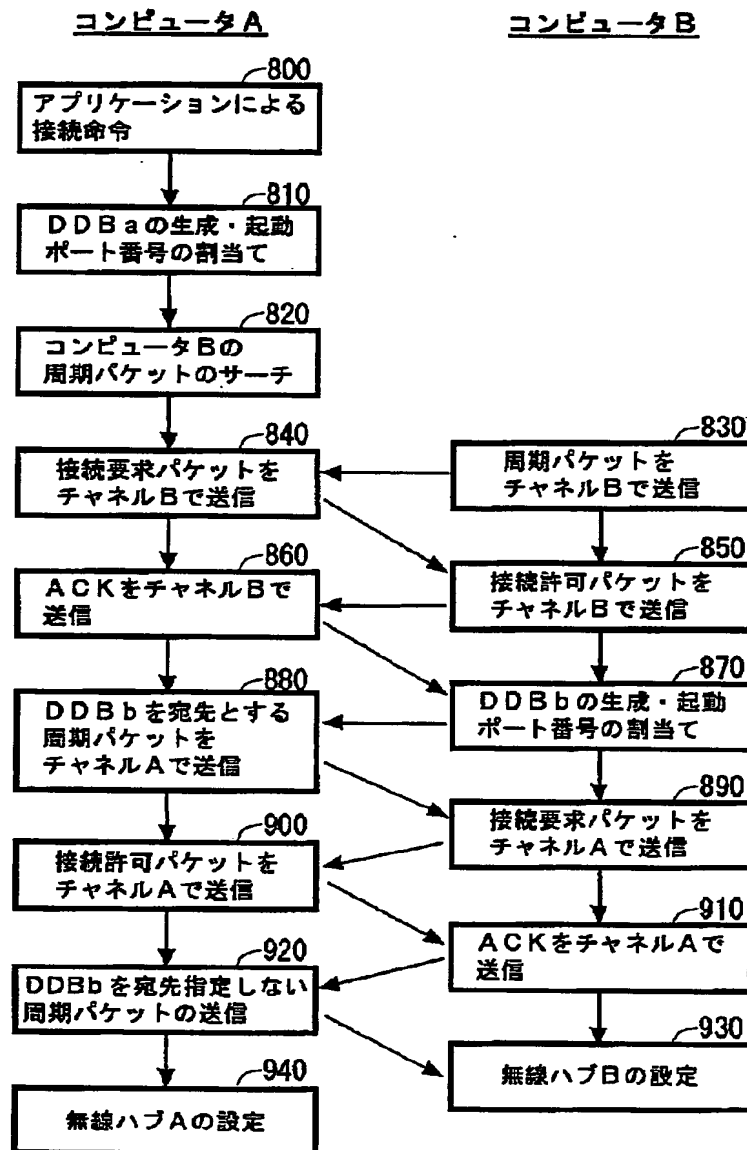 コンピュータA
コンピュータB
800
アプリケーションによる
接続命令
810
DDBaの生成・起動
ポート番号の割当て
820
コンピュータBの
周期パケットのサーチ
840
接続要求パケットを
チャネルBで送信
830
周期パケットを
チャネルBで送信
860
ACKをチャネルBで
送信
850
接続許可パケットを
チャネルBで送信
880
DDBbを宛先とする
周期パケットを
チャネルAで送信
870
DDBbの生成・起動
ポート番号の割当て
900
接続許可パケットを
チャネルAで送信
890
接続要求パケットを
チャネルAで送信
920
DDBbを宛先指定しない
周期パケットの送信
910
ACKをチャネルAで
送信
940
無線ハブAの設定
930
無線ハブBの設定